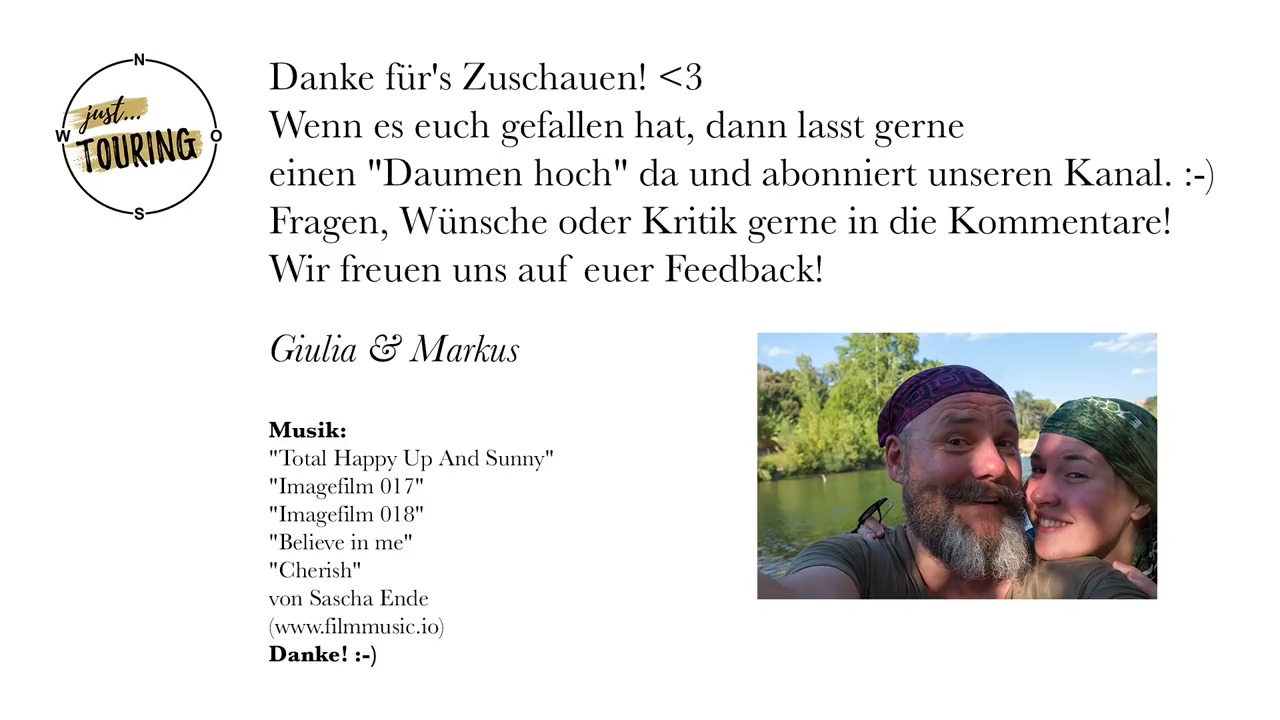 N
just...
W
O
TOURING
S
Danke für's Zuschauen! <3
Wenn es euch gefallen hat, dann lasst gerne
einen "Daumen hoch" da und abonniert unseren Kanal. :-)
Fragen, Wünsche oder Kritik gerne in die Kommentare!
Wir freuen uns auf euer Feedback!
Giulia & Markus
Musik:
"Total Happy Up And Sunny"
"Imagefilm 017"
"Imagefilm 018"
"Believe in me"
"Cherish"
von Sascha Ende
(www.filmmusic.io)
Danke! :-)